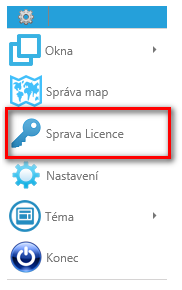 Okna
Správa map
Sprava Licence
Nastavení
Téma
Konec